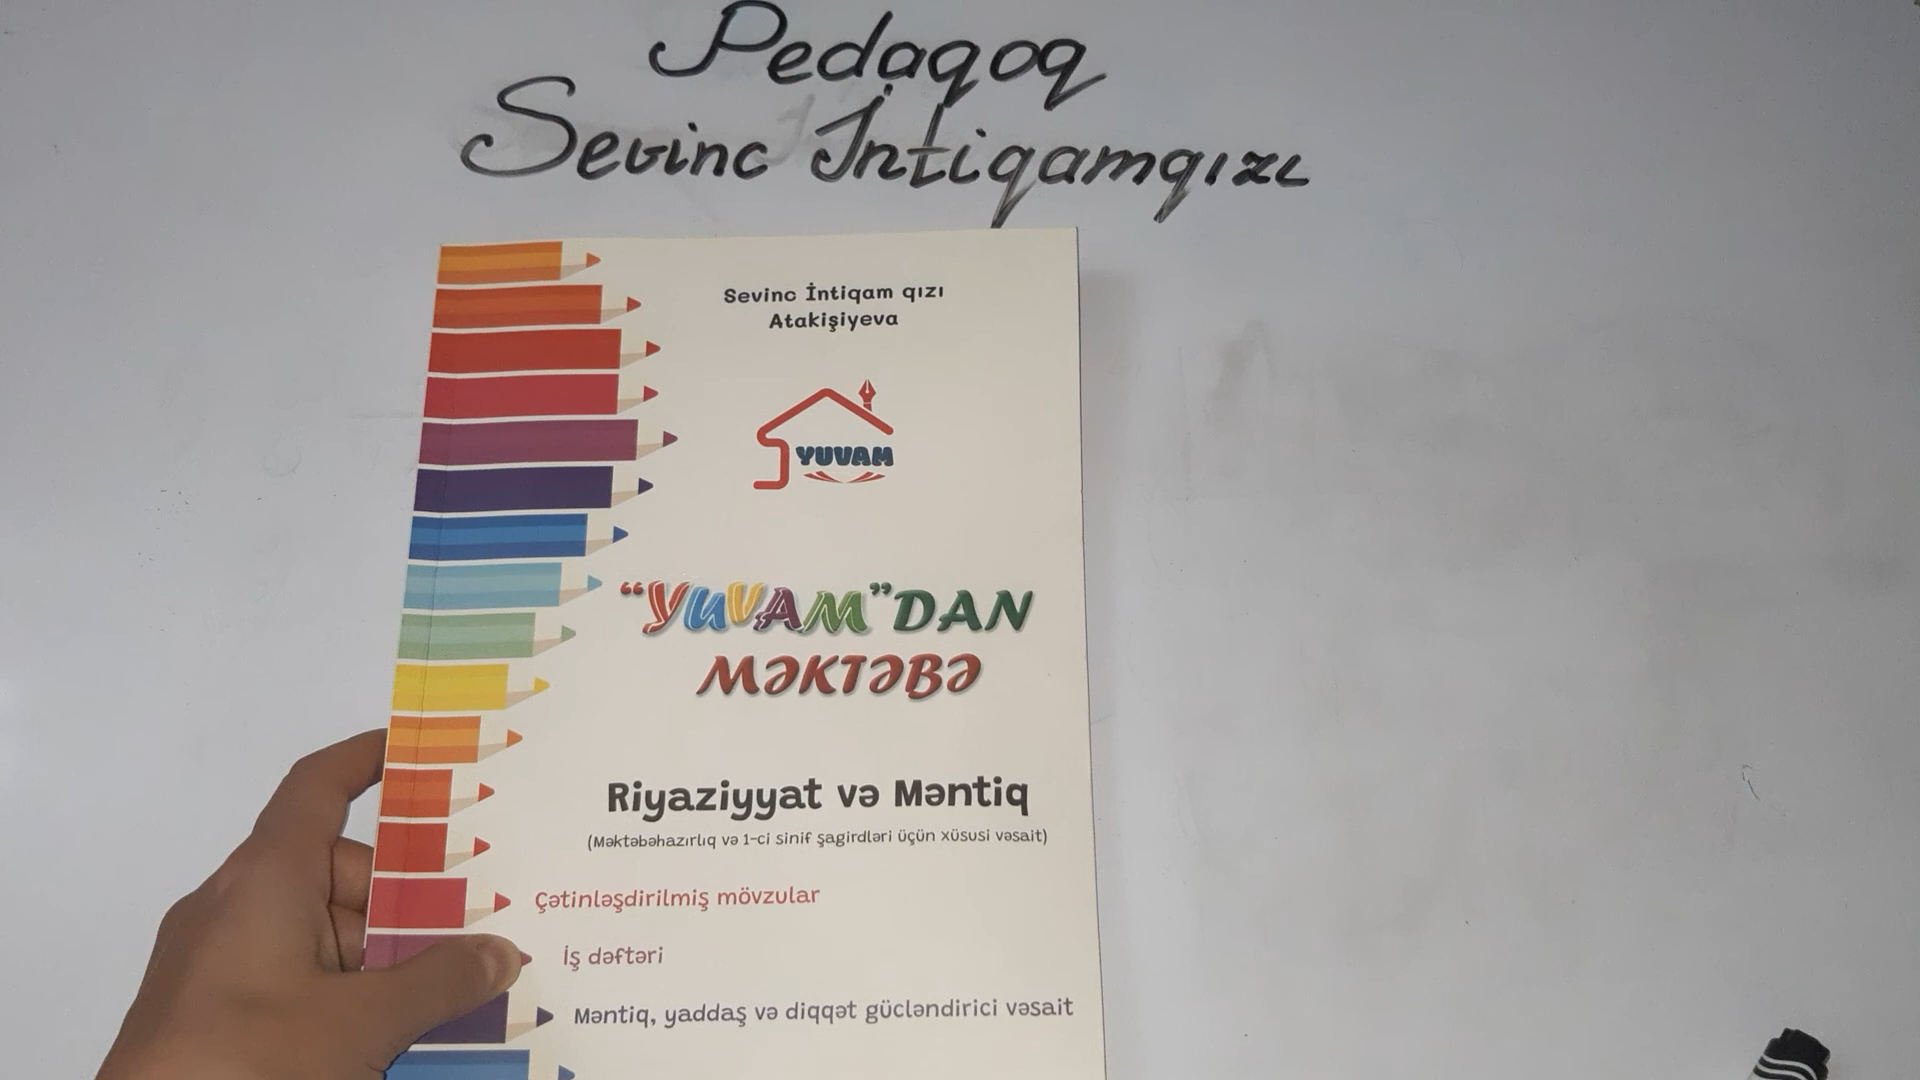 Pedaqoq
Sevinc İntiqamqızı
Sevinc İntiqam qızı
Atakişiyeva
YUVAM
"YUVAM"DAN
MƏKTƏBƏ
Riyaziyyat və Məntiq
(Məktəbəhazırlıq və 1-ci sinif şagirdləri üçün xüsusi vəsait)
Çətinləşdirilmiş mövzular
İş dəftəri
Məntiq, yaddaş və diqqət gücləndirici vəsait